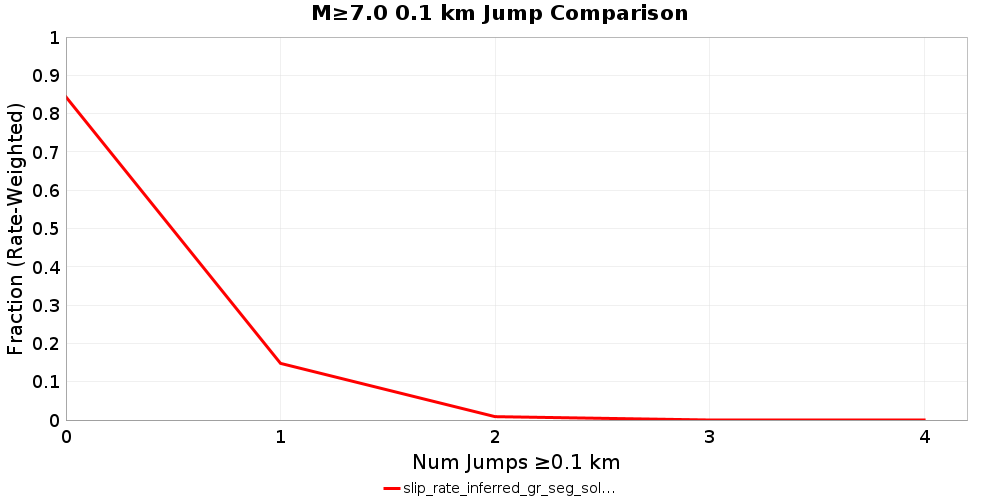 M≥7.0 0.1 km Jump Comparison
Fraction (Rate-Weighted)
1
0.9
0.8
0.7
0.6
0.5
0.4
0.3
0.2
0.1
0
0 1 2 3 4
Num Jumps ≥0.1 km
slip_rate_inferred_gr_seg_sol...